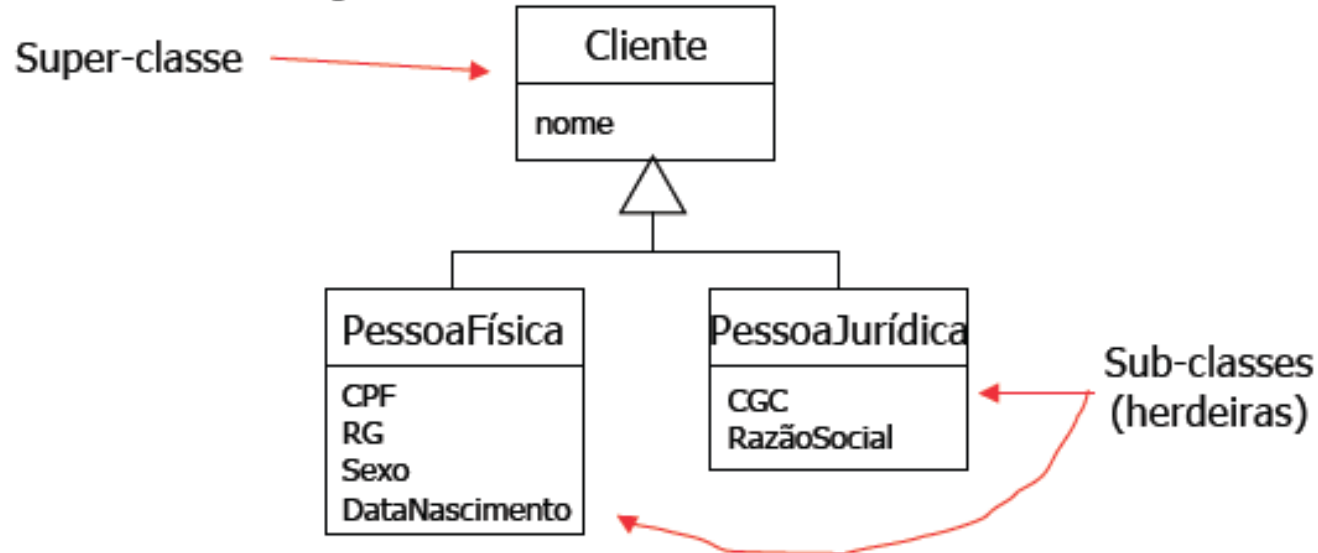 Super-classe
Cliente
nome
PessoaFísica
CPF
RG
Sexo
DataNascimento
PessoaJurídica
CGC
RazãoSocial
Sub-classes
(herdeiras)